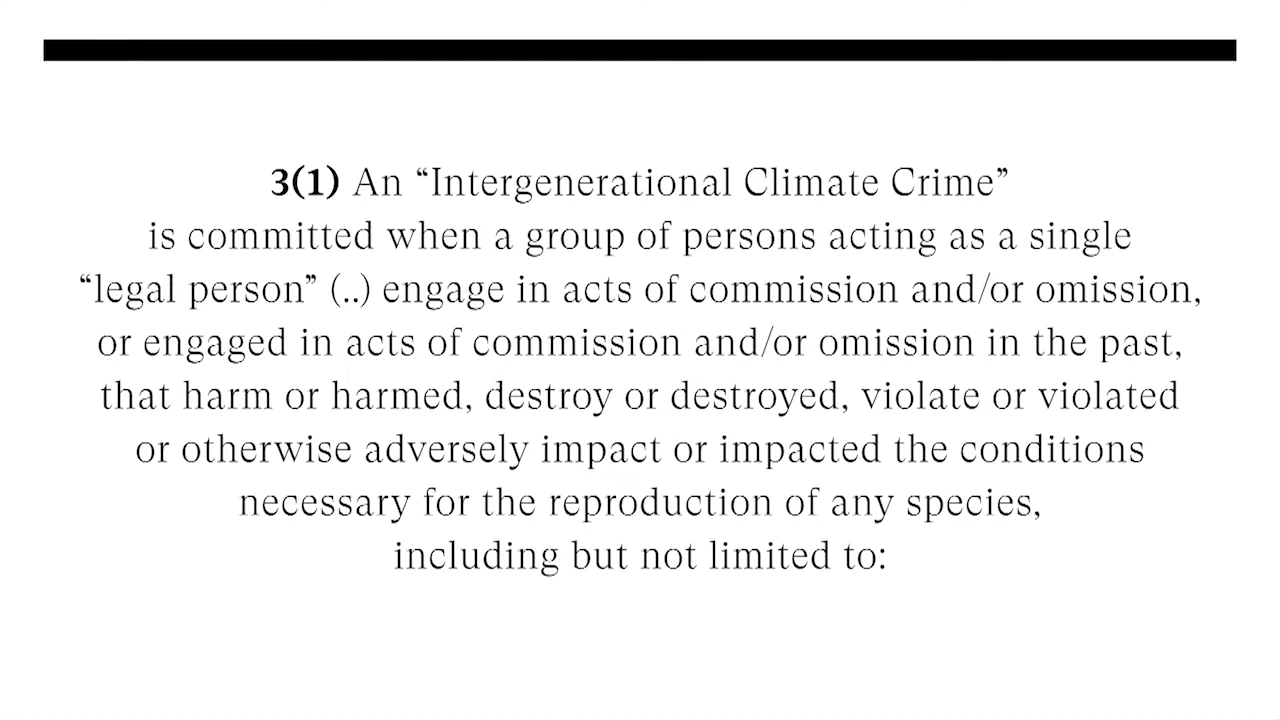 3(1) An “Intergenerational Climate Crime”
is committed when a group of persons acting as a single
“legal person” (..) engage in acts of commission and/or omission,
or engaged in acts of commission and/or omission in the past,
that harm or harmed, destroy or destroyed, violate or violated
or otherwise adversely impact or impacted the conditions
necessary for the reproduction of any species,
including but not limited to: